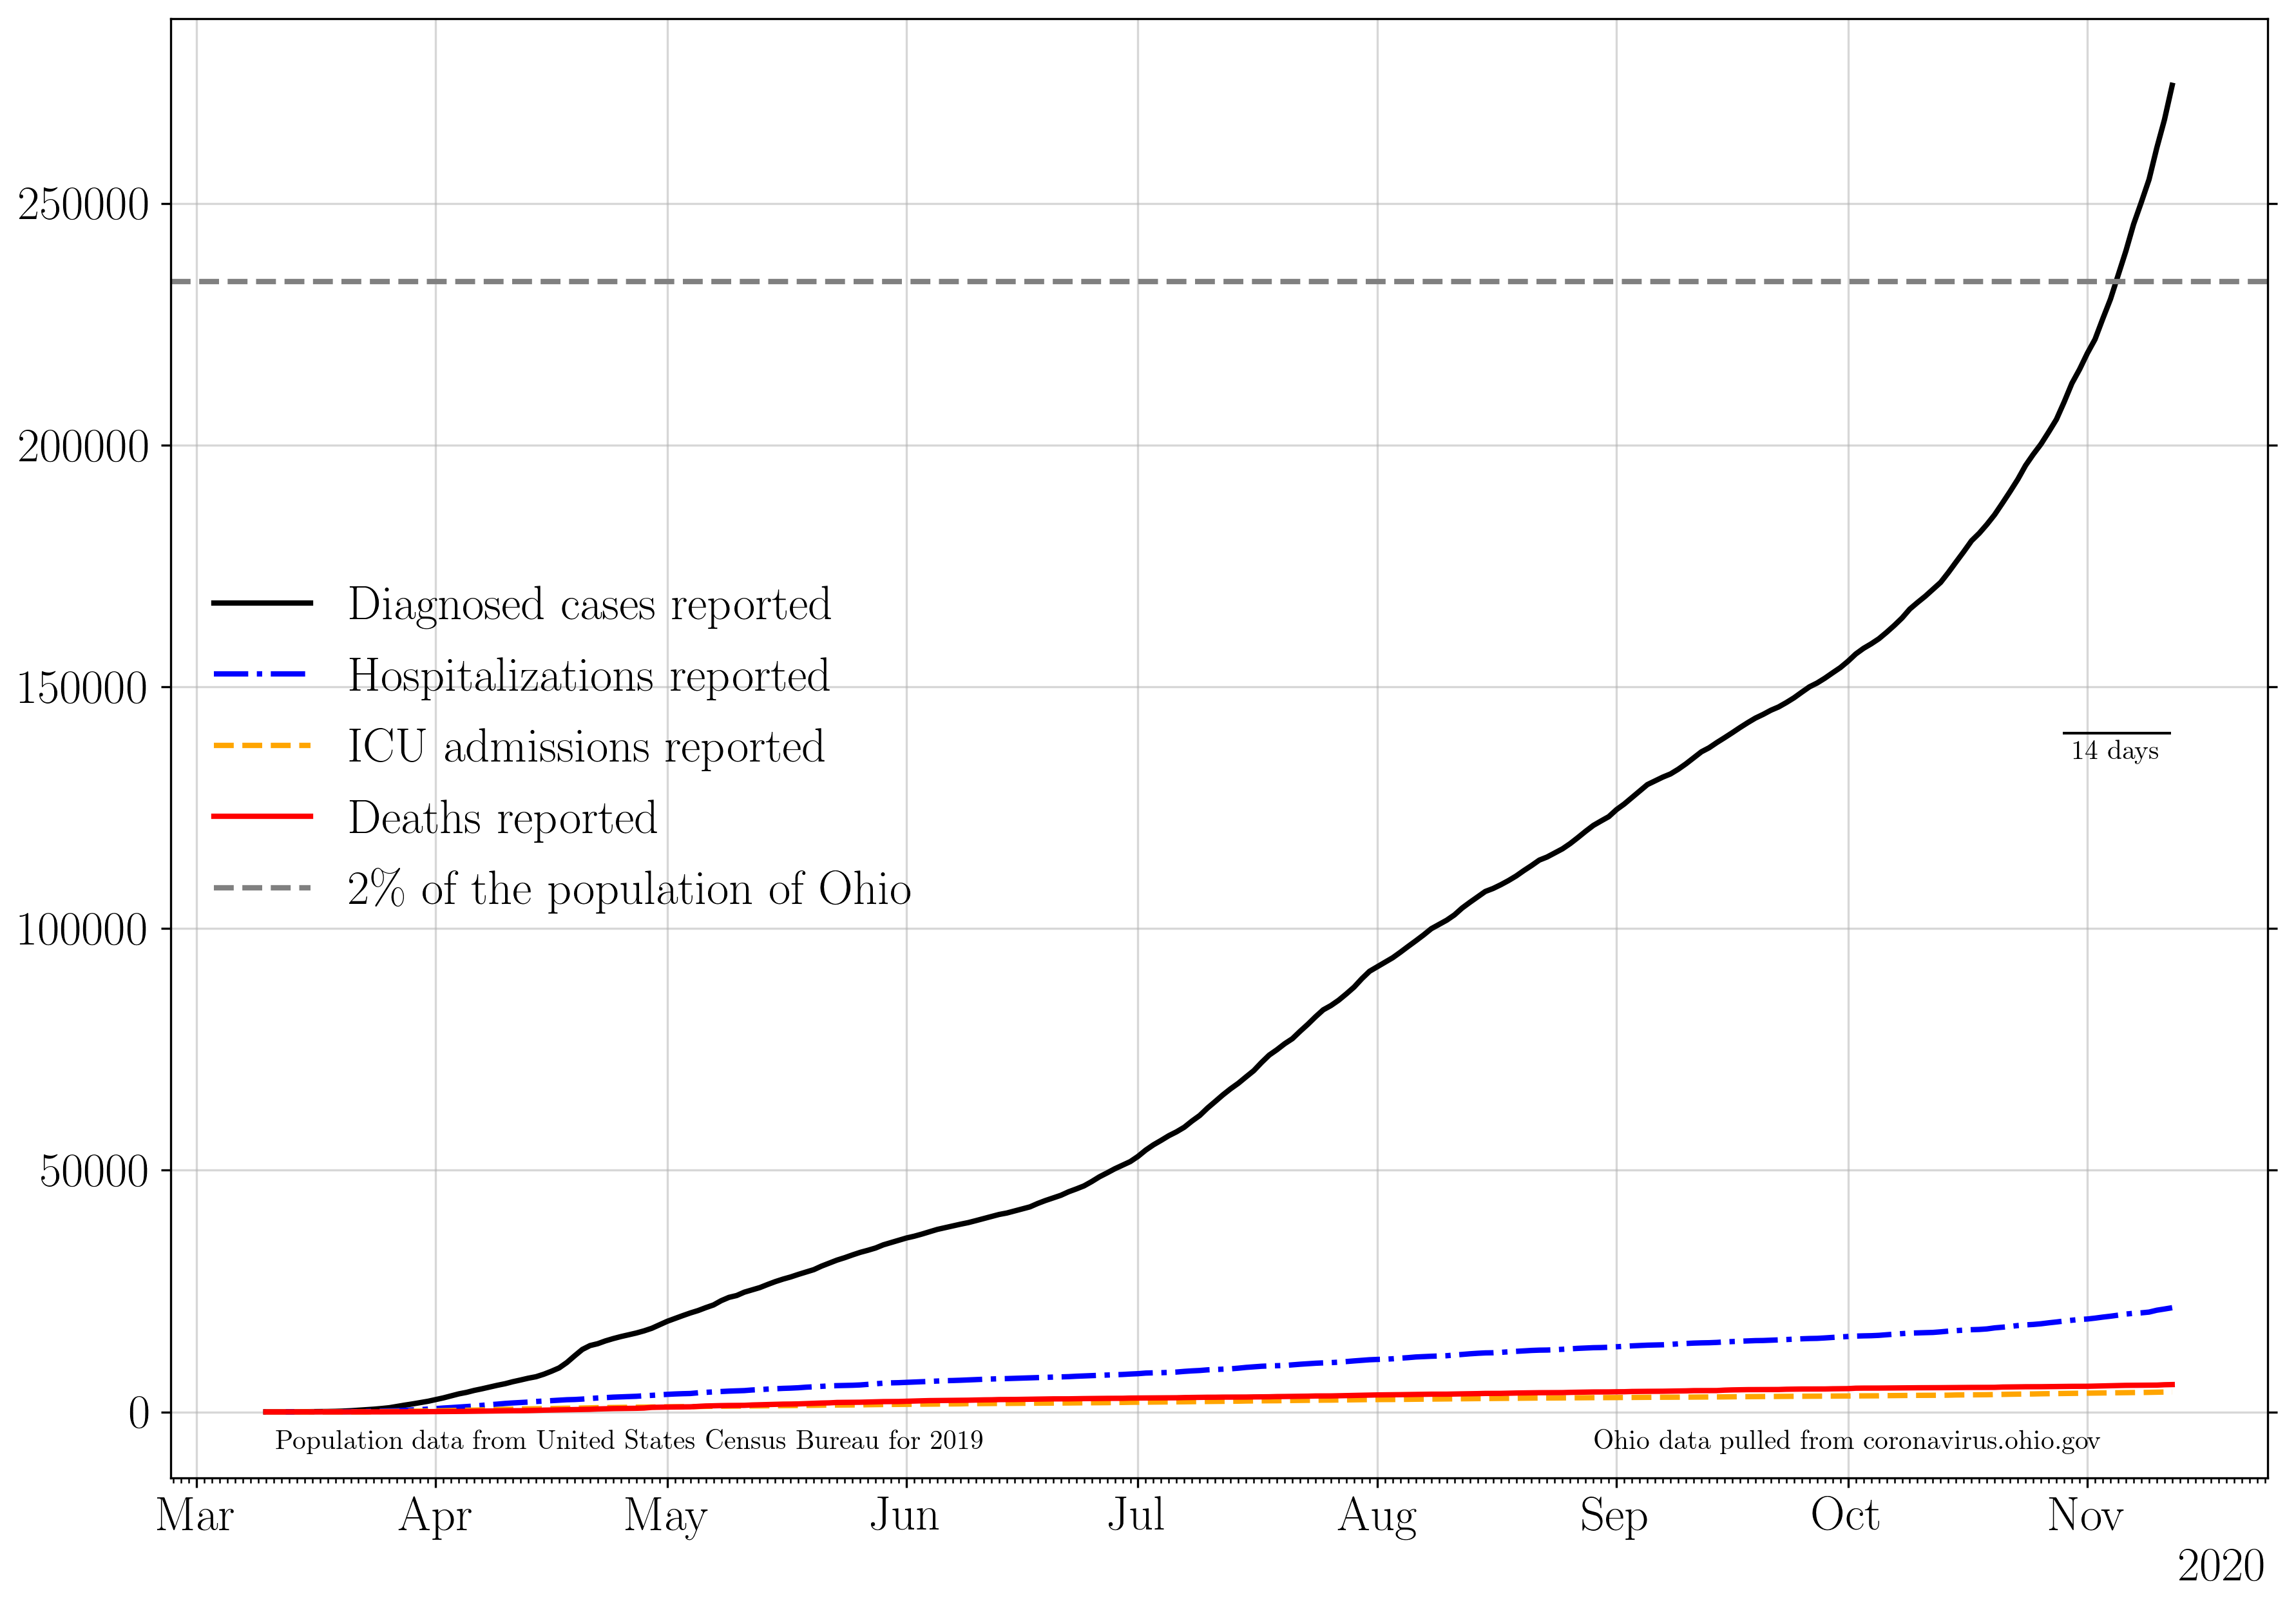 250000
200000
150000
100000
50000
0
Diagnosed cases reported
Hospitalizations reported
ICU admissions reported
Deaths reported
2% of the population of Ohio
14 days
Population data from United States Census Bureau for 2019
Ohio data pulled from coronavirus.ohio.gov
Mar Apr May Jun Jul Aug Sep Oct Nov
2020